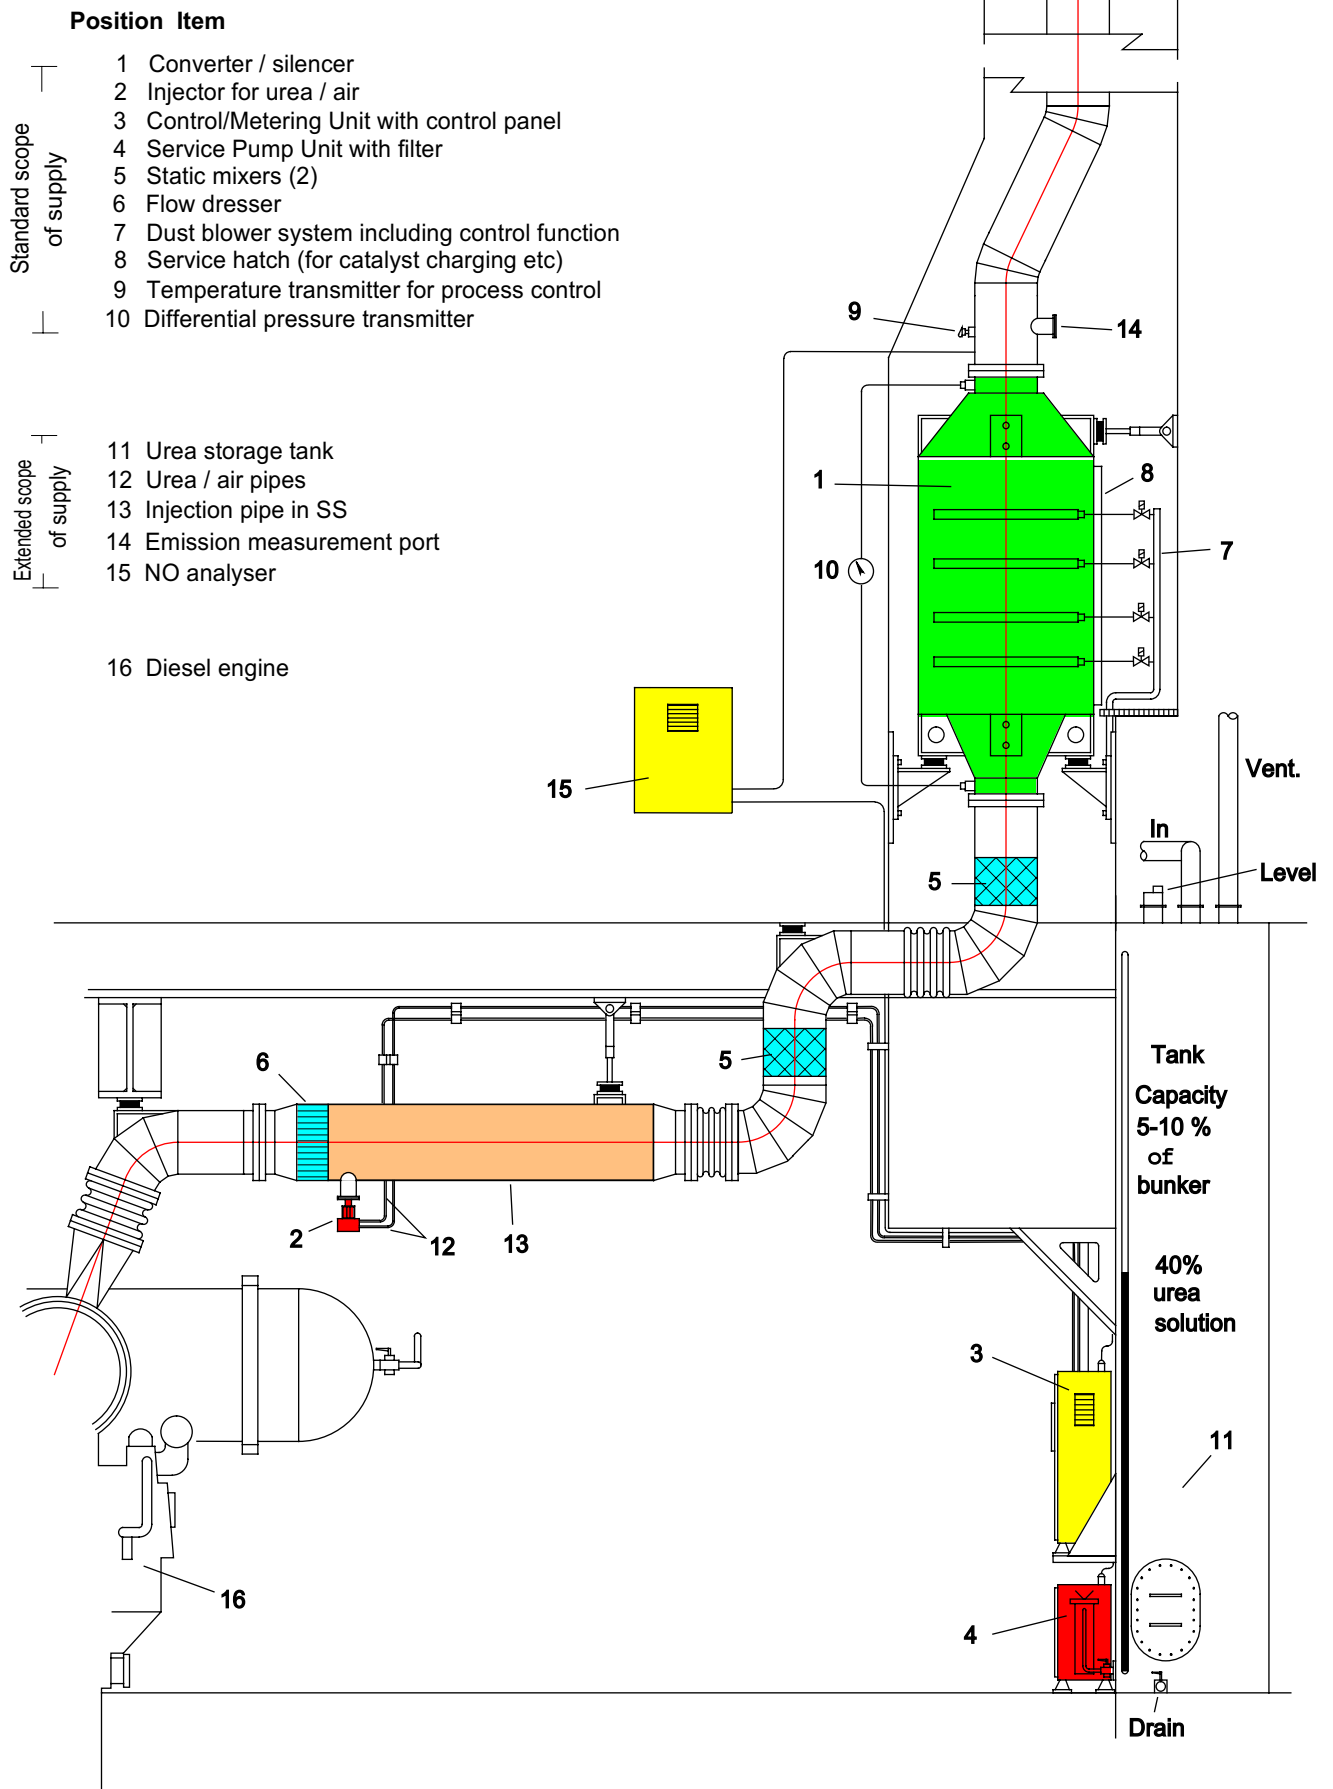 Position Item
Standard scope
of supply
1 Converter / silencer
2 Injector for urea / air
3 Control/Metering Unit with control panel
4 Service Pump Unit with filter
5 Static mixers (2)
6 Flow dresser
7 Dust blower system including control function
8 Service hatch (for catalyst charging etc)
9 Temperature transmitter for process control
10 Differential pressure transmitter
Extended scope
of supply
11 Urea storage tank
12 Urea / air pipes
13 Injection pipe in SS
14 Emission measurement port
15 NO analyser
16 Diesel engine
9
14
1
8
7
10
15
Vent.
In
Level
5
5
6
Tank
Capacity
5-10 %
of
bunker
2
12
13
40%
urea
solution
3
11
16
4
Drain